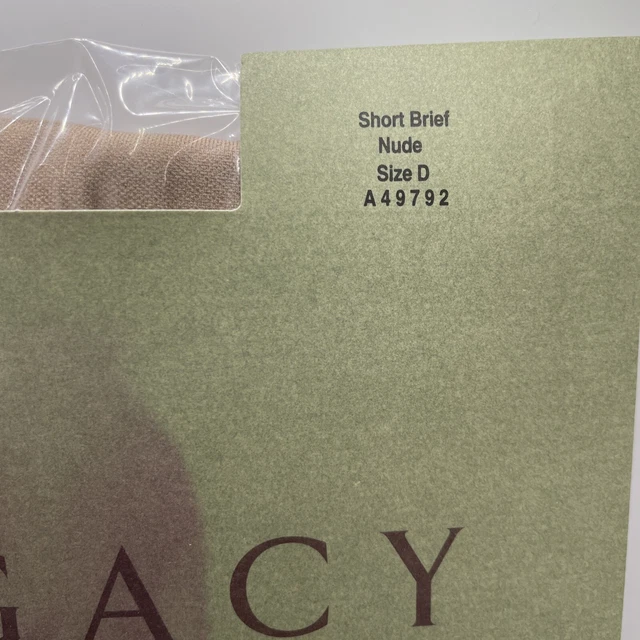 Short Brief
Nude
Size D
A49792
GACY